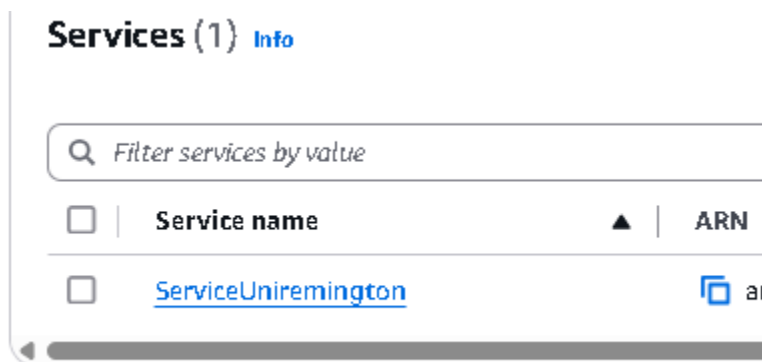 Services (1) Info
Filter services by value
Service name ARN
ServiceUniremington